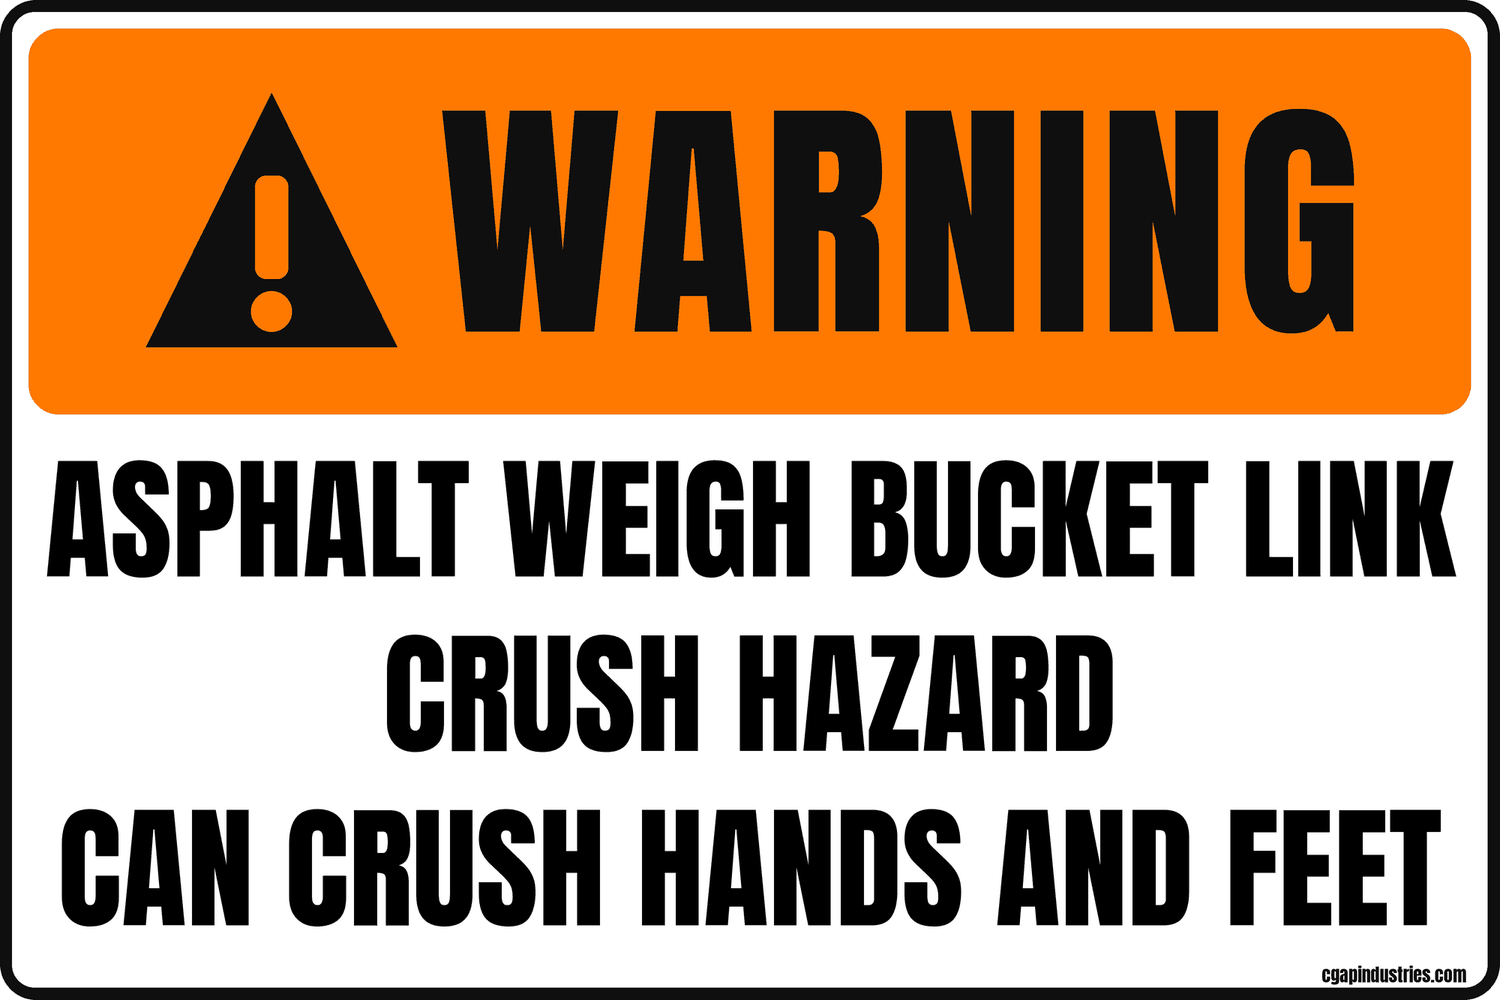 WARNING
ASPHALT WEIGH BUCKET LINK
CRUSH HAZARD
CAN CRUSH HANDS AND FEET
cgapindustries.com